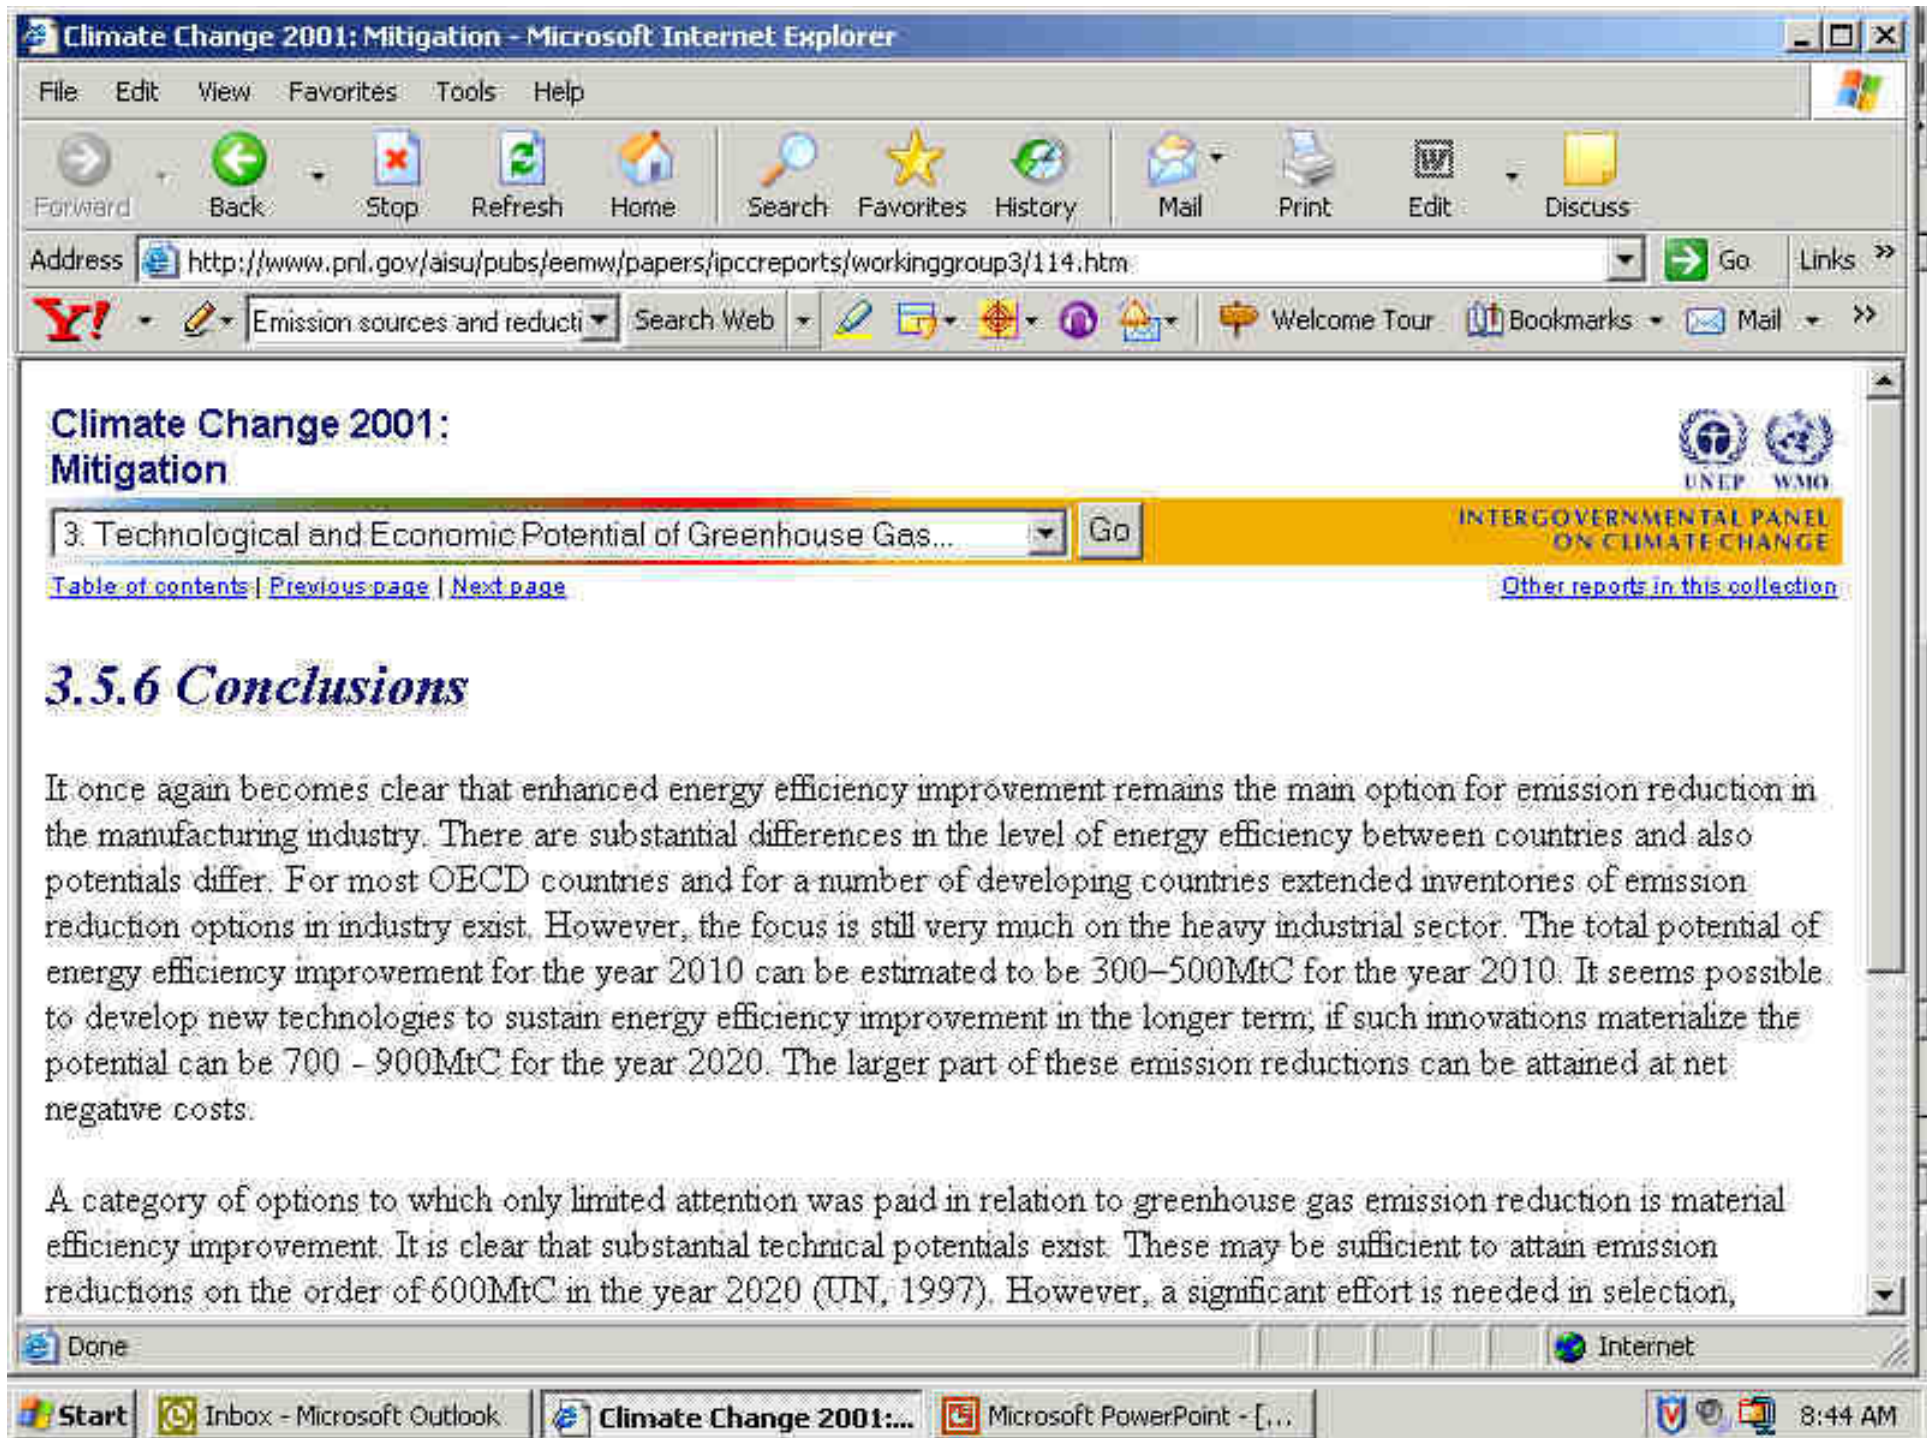 Climate Change 2001: Mitigation - Microsoft Internet Explorer
File Edit View Favorites Tools Help
Forward Back Stop Refresh Home Search Favorites History Mail Print Edit Discuss
Address http://www.pnl.gov/aisu/pubs/eemw/papers/ipccreports/workinggroup3/114.htm Go Links »
Y! Emission sources and reducti Search Web Welcome Tour Bookmarks Mail »
Climate Change 2001:
Mitigation
UNEP WMO
3. Technological and Economic Potential of Greenhouse Gas... Go
INTERGOVERNMENTAL PANEL
ON CLIMATE CHANGE
Table of contents | Previous page | Next page Other reports in this collection
3.5.6 Conclusions
It once again becomes clear that enhanced energy efficiency improvement remains the main option for emission reduction in
the manufacturing industry. There are substantial differences in the level of energy efficiency between countries and also
potentials differ. For most OECD countries and for a number of developing countries extended inventories of emission
reduction options in industry exist. However, the focus is still very much on the heavy industrial sector. The total potential of
energy efficiency improvement for the year 2010 can be estimated to be 300–500MtC for the year 2010. It seems possible
to develop new technologies to sustain energy efficiency improvement in the longer term; if such innovations materialize the
potential can be 700 - 900MtC for the year 2020. The larger part of these emission reductions can be attained at net
negative costs.
A category of options to which only limited attention was paid in relation to greenhouse gas emission reduction is material
efficiency improvement. It is clear that substantial technical potentials exist. These may be sufficient to attain emission
reductions on the order of 600MtC in the year 2020 (UN, 1997). However, a significant effort is needed in selection,
Done Internet
Start Inbox - Microsoft Outlook Climate Change 2001:... Microsoft PowerPoint - [... 8:44 AM